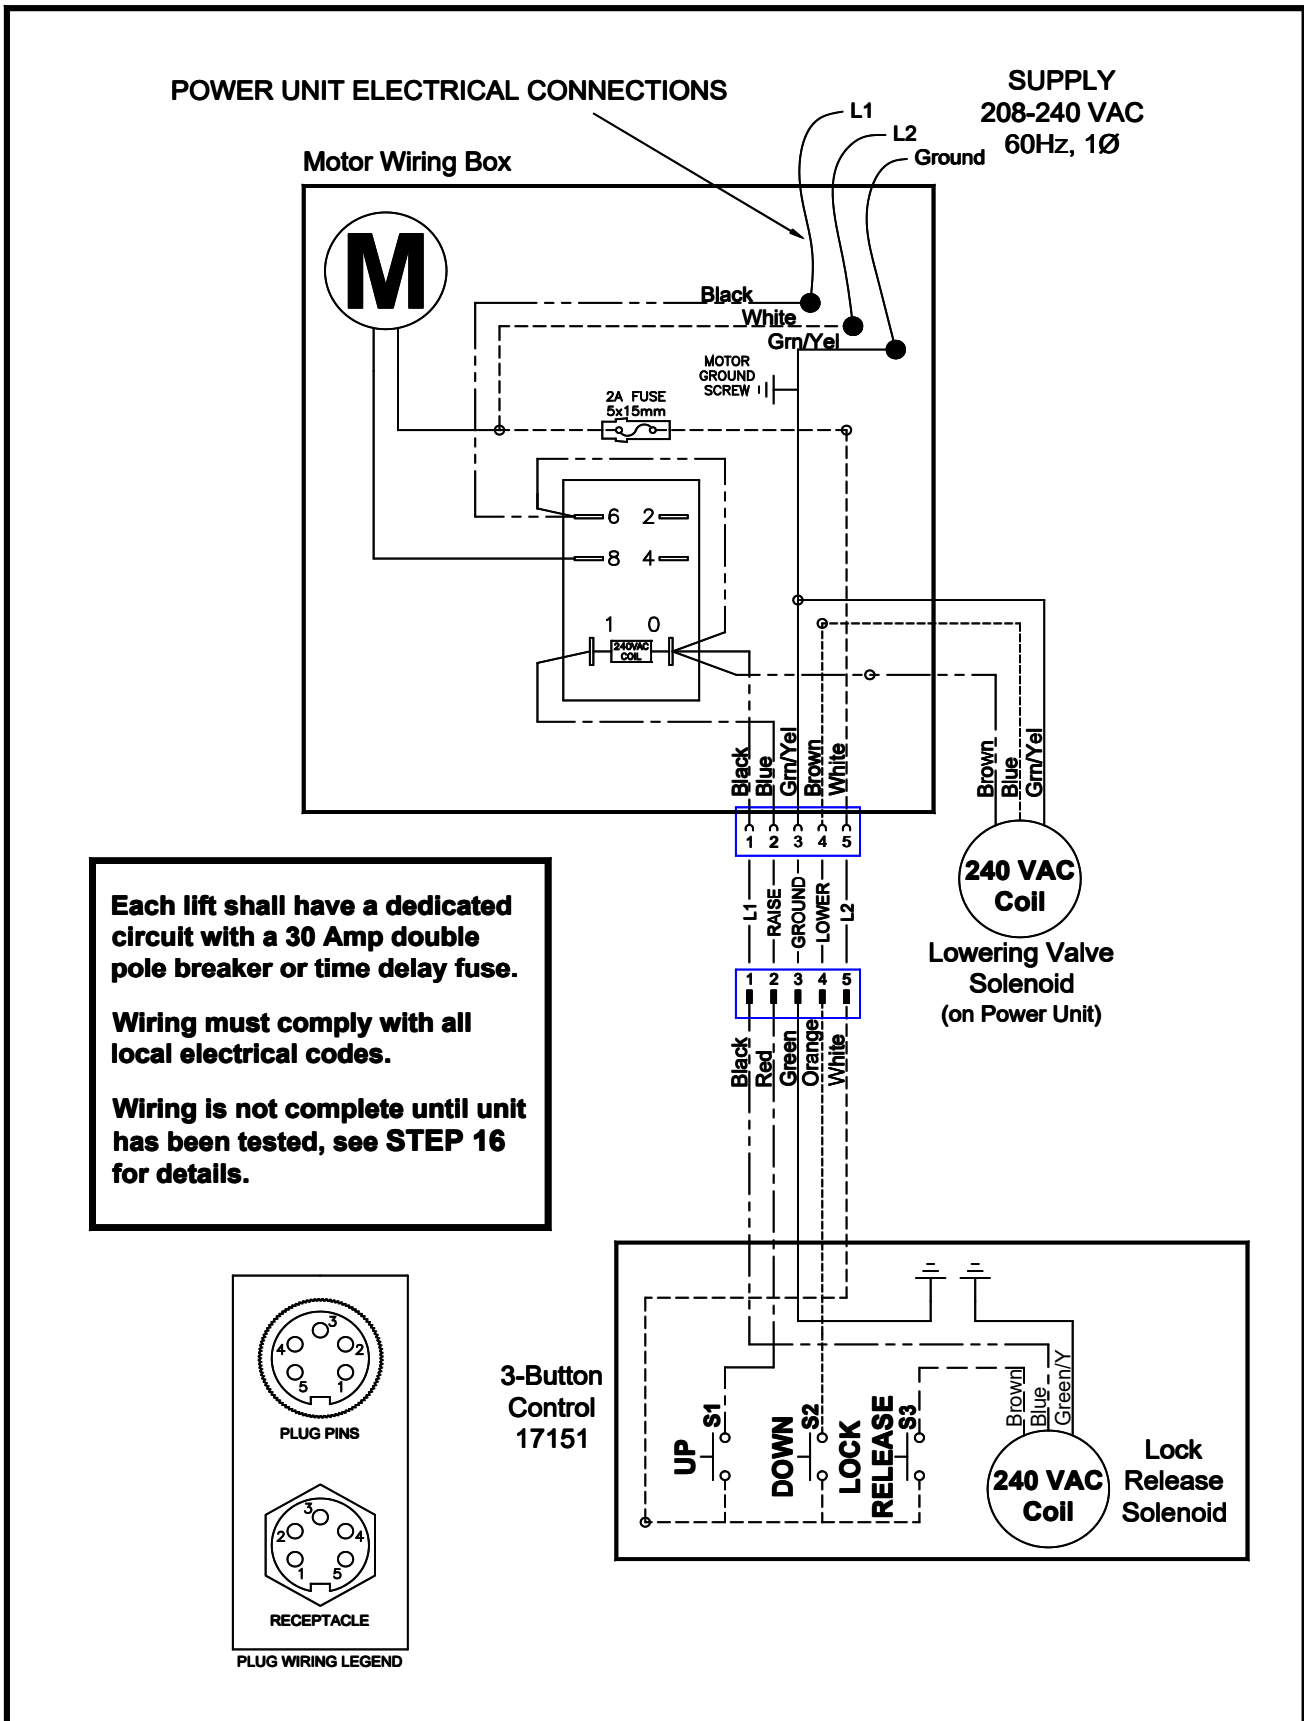 POWER UNIT ELECTRICAL CONNECTIONS
SUPPLY
208-240 VAC
60Hz, 1Ø
L1
L2
Ground
Motor Wiring Box
M
Black
White
Grn/Yel
MOTOR
GROUND
SCREW
2A FUSE
5x15mm
6 2
8 4
1 0
240VAC
COIL
Black
Blue
Grn/Yel
Brown
White
Brown
Blue
Grn/Yel
1 2 3 4 5
240 VAC
Coil
Lowering Valve
Solenoid
(on Power Unit)
L1
RAISE
GROUND
LOWER
L2
1 2 3 4 5
Black
Red
Green
Orange
White
Each lift shall have a dedicated
circuit with a 30 Amp double
pole breaker or time delay fuse.
Wiring must comply with all
local electrical codes.
Wiring is not complete until unit
has been tested, see STEP 16
for details.
3-Button
Control
17151
UP
S1
DOWN
S2
LOCK
RELEASE
S3
Brown
Blue
Green/Y
240 VAC
Coil
Lock
Release
Solenoid
3
4 2
5 1
PLUG PINS
3
2 4
1 5
RECEPTACLE
PLUG WIRING LEGEND